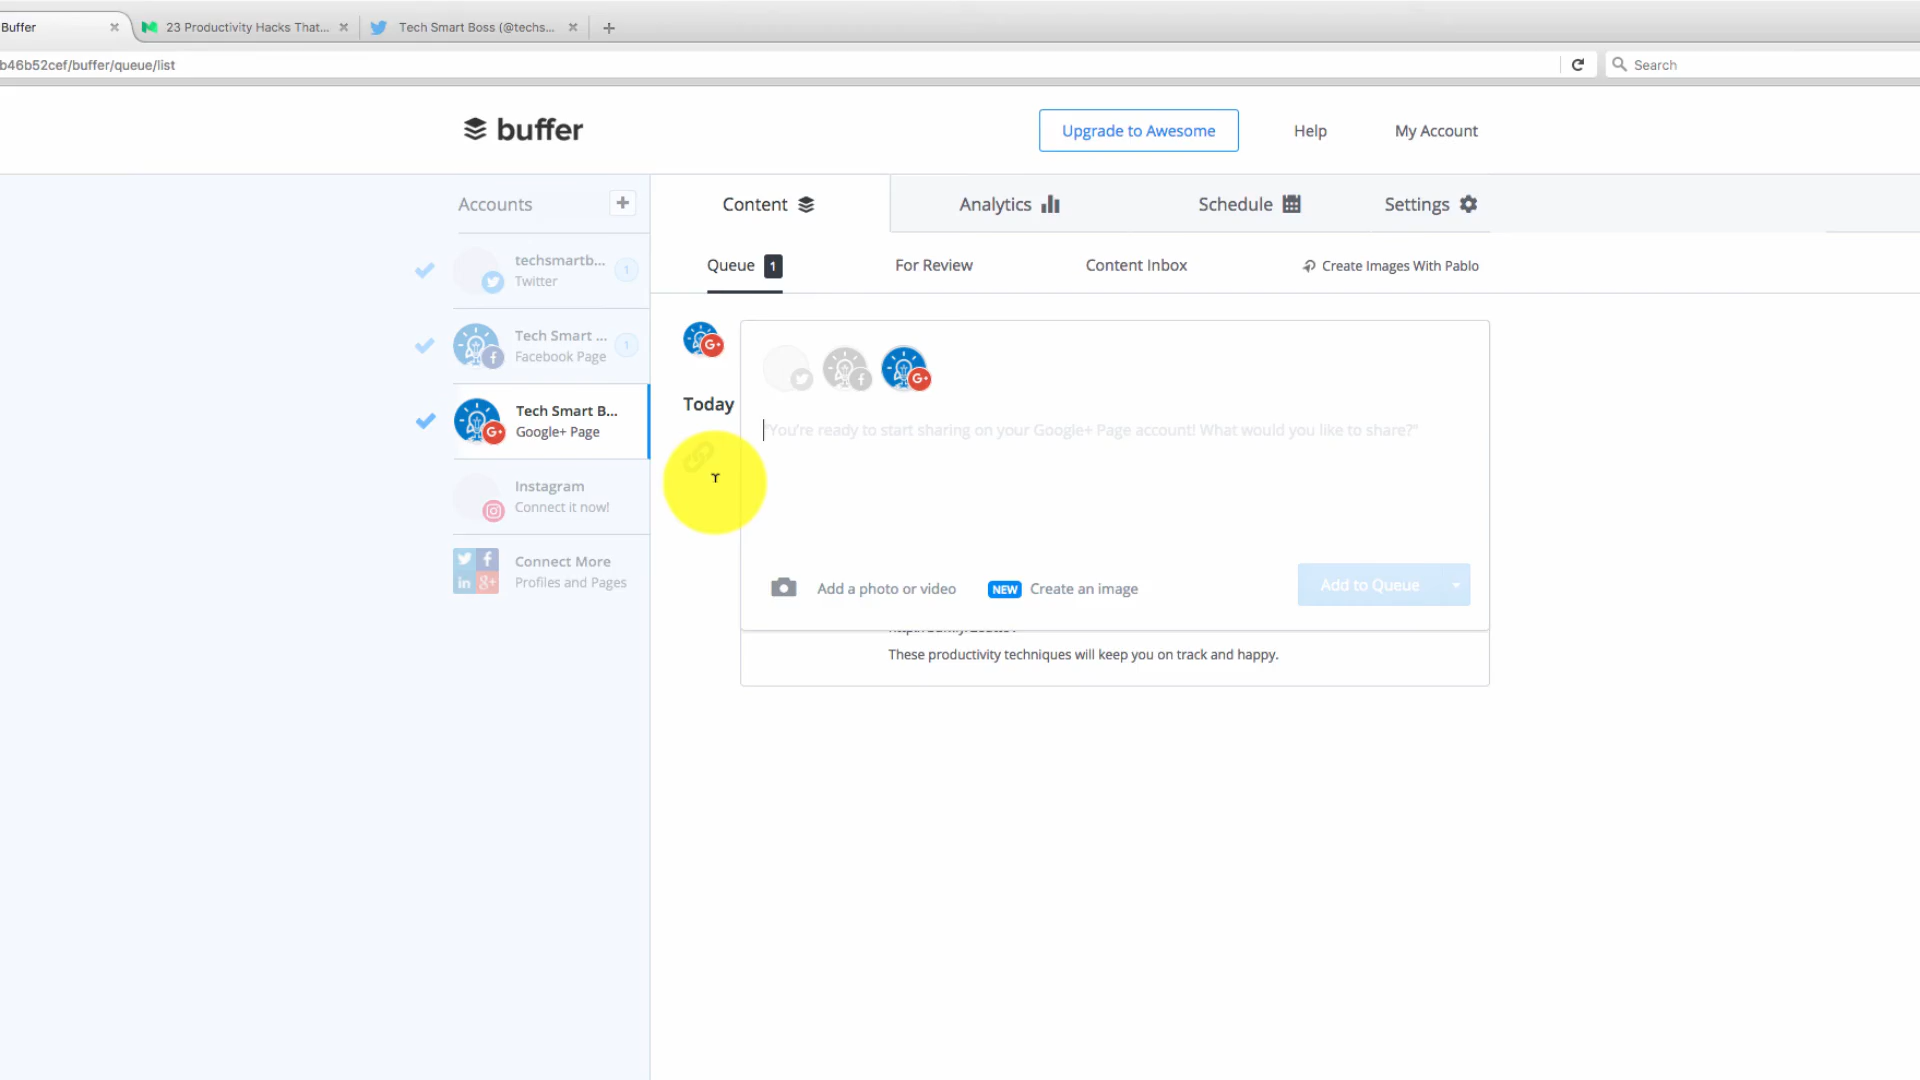 Buffer
23 Productivity Hacks That...
Tech Smart Boss (@techs...
b46b52cef/buffer/queue/list
Search
buffer
Upgrade to Awesome
Help
My Account
Accounts
Content
Analytics
Schedule
Settings
techsmartb...
Twitter
1
Queue 1
For Review
Content Inbox
Create Images With Pablo
Tech Smart ...
Facebook Page
1
Tech Smart B...
Google+ Page
Today
"You're ready to start sharing on your Google+ Page account! What would you like to share?"
Instagram
Connect it now!
Connect More
Profiles and Pages
Add a photo or video
NEW Create an image
Add to Queue
These productivity techniques will keep you on track and happy.